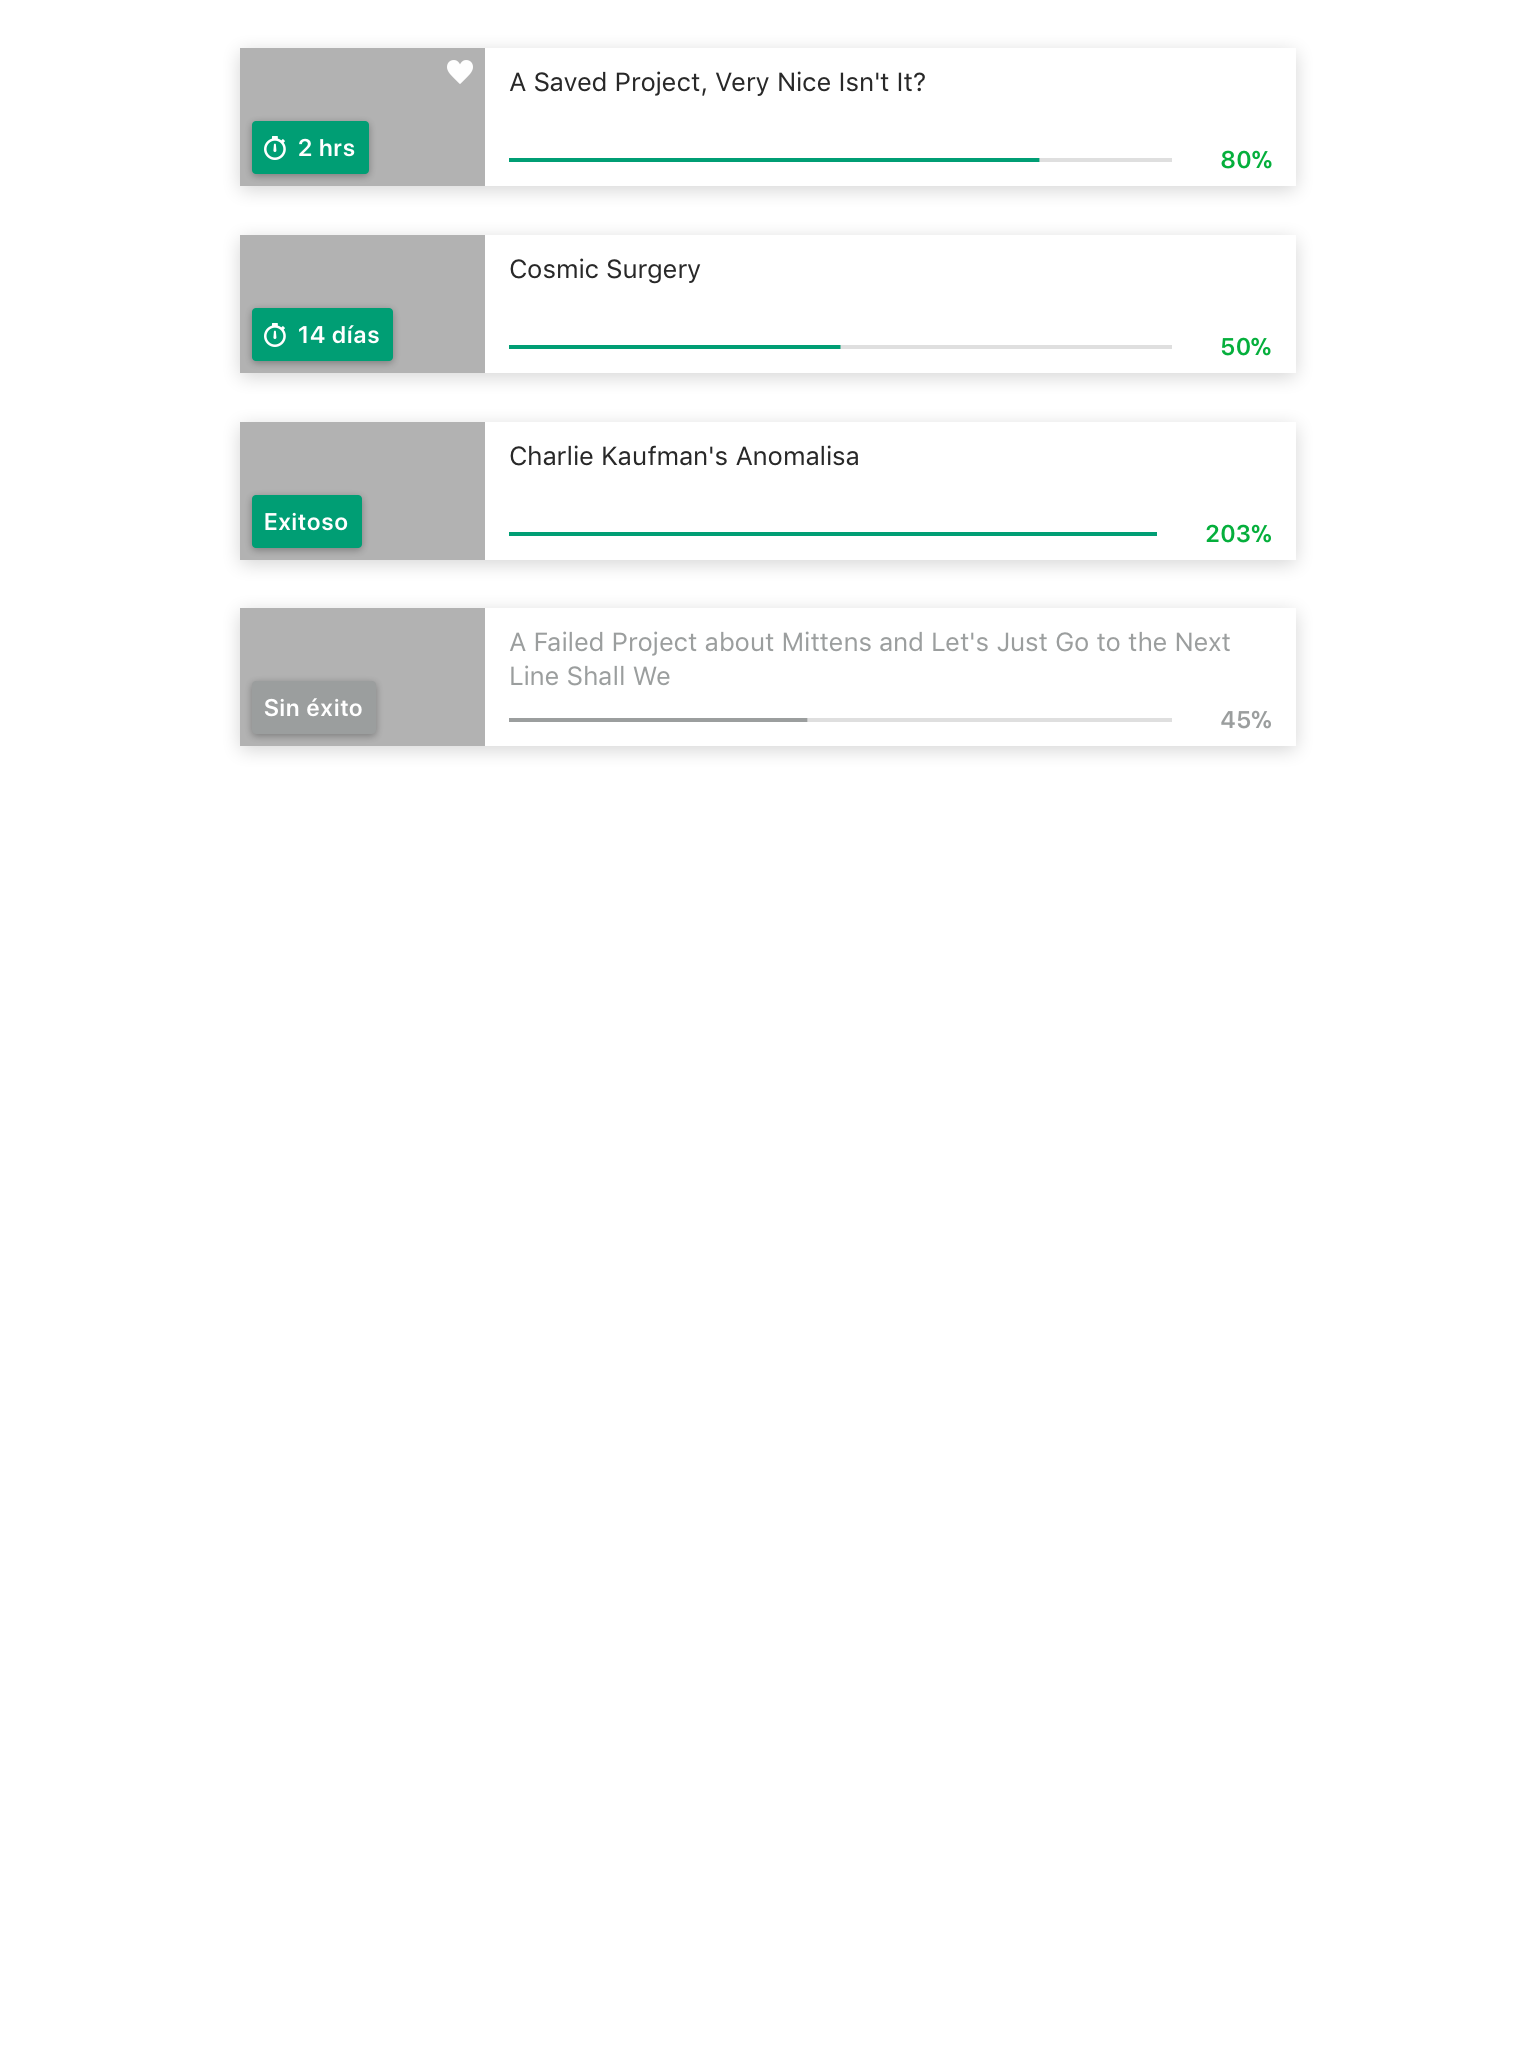 A Saved Project, Very Nice Isn't It?
2 hrs
80%
Cosmic Surgery
14 días
50%
Charlie Kaufman's Anomalisa
Exitoso
203%
A Failed Project about Mittens and Let's Just Go to the Next
Line Shall We
Sin éxito
45%